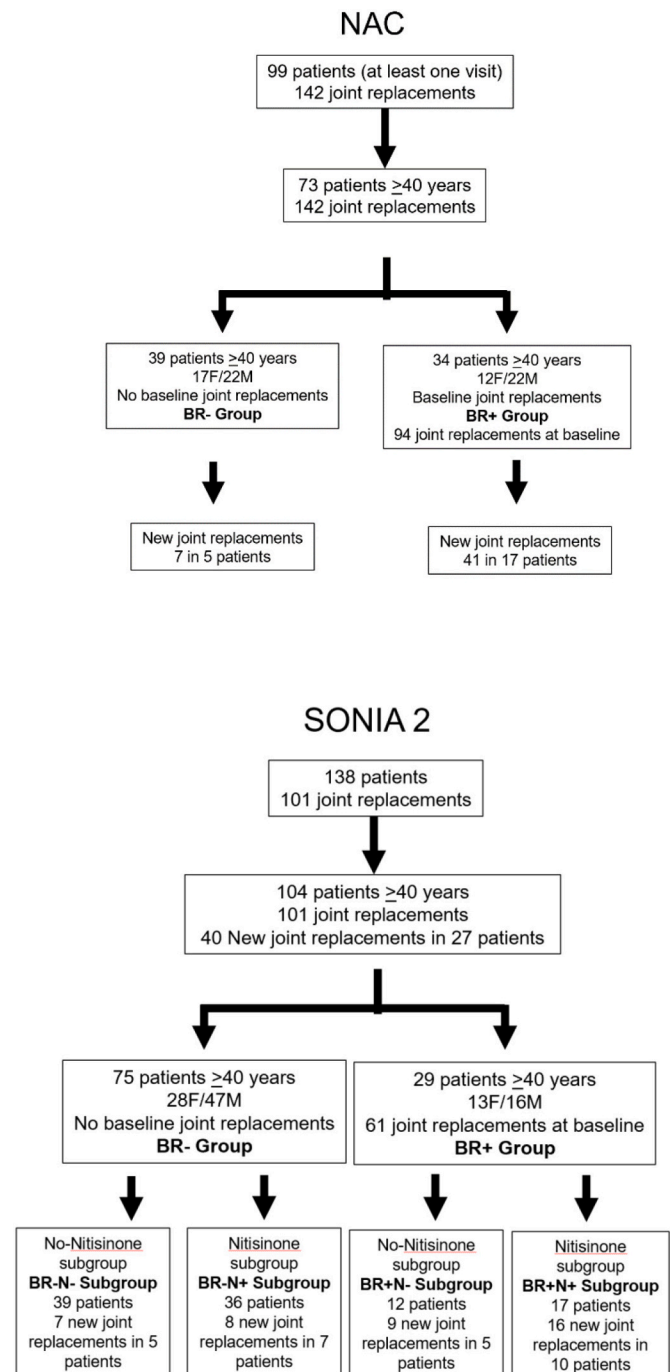 NAC
99 patients (at least one visit)
142 joint replacements
73 patients ≥40 years
142 joint replacements
39 patients ≥40 years
17F/22M
No baseline joint replacements
BR- Group
34 patients ≥40 years
12F/22M
Baseline joint replacements
BR+ Group
94 joint replacements at baseline
New joint replacements
7 in 5 patients
New joint replacements
41 in 17 patients
SONIA 2
138 patients
101 joint replacements
104 patients ≥40 years
101 joint replacements
40 New joint replacements in 27 patients
75 patients ≥40 years
28F/47M
No baseline joint replacements
BR- Group
29 patients ≥40 years
13F/16M
61 joint replacements at baseline
BR+ Group
No-Nitisinone
subgroup
BR-N- Subgroup
39 patients
7 new joint
replacements in 5
patients
Nitisinone
subgroup
BR-N+ Subgroup
36 patients
8 new joint
replacements in 7
patients
No-Nitisinone
subgroup
BR+N- Subgroup
12 patients
9 new joint
replacements in 5
patients
Nitisinone
subgroup
BR+N+ Subgroup
17 patients
16 new joint
replacements in
10 patients